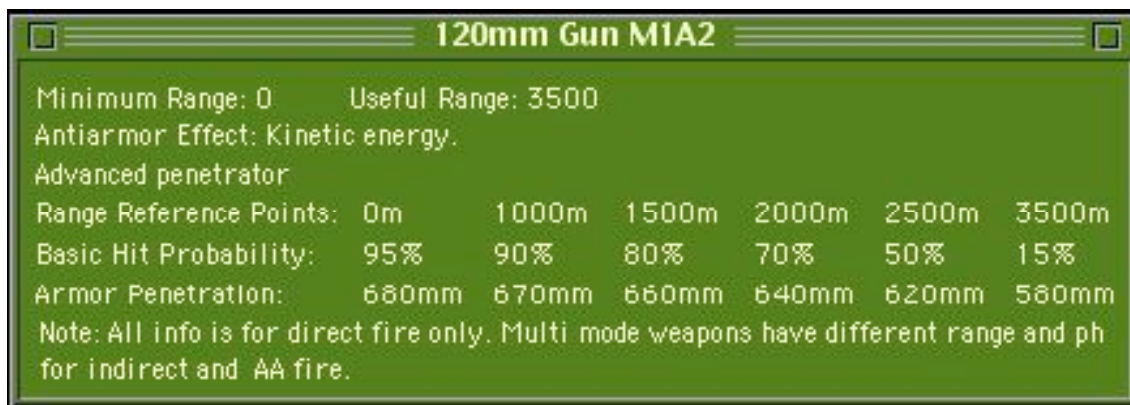 120mm Gun M1A2
Minimum Range: 0 Useful Range: 3500
Antiarmor Effect: Kinetic energy.
Advanced penetrator
Range Reference Points: 0m 1000m 1500m 2000m 2500m 3500m
Basic Hit Probability: 95% 90% 80% 70% 50% 15%
Armor Penetration: 680mm 670mm 660mm 640mm 620mm 580mm
Note: All info is for direct fire only. Multi mode weapons have different range and ph
for indirect and AA fire.